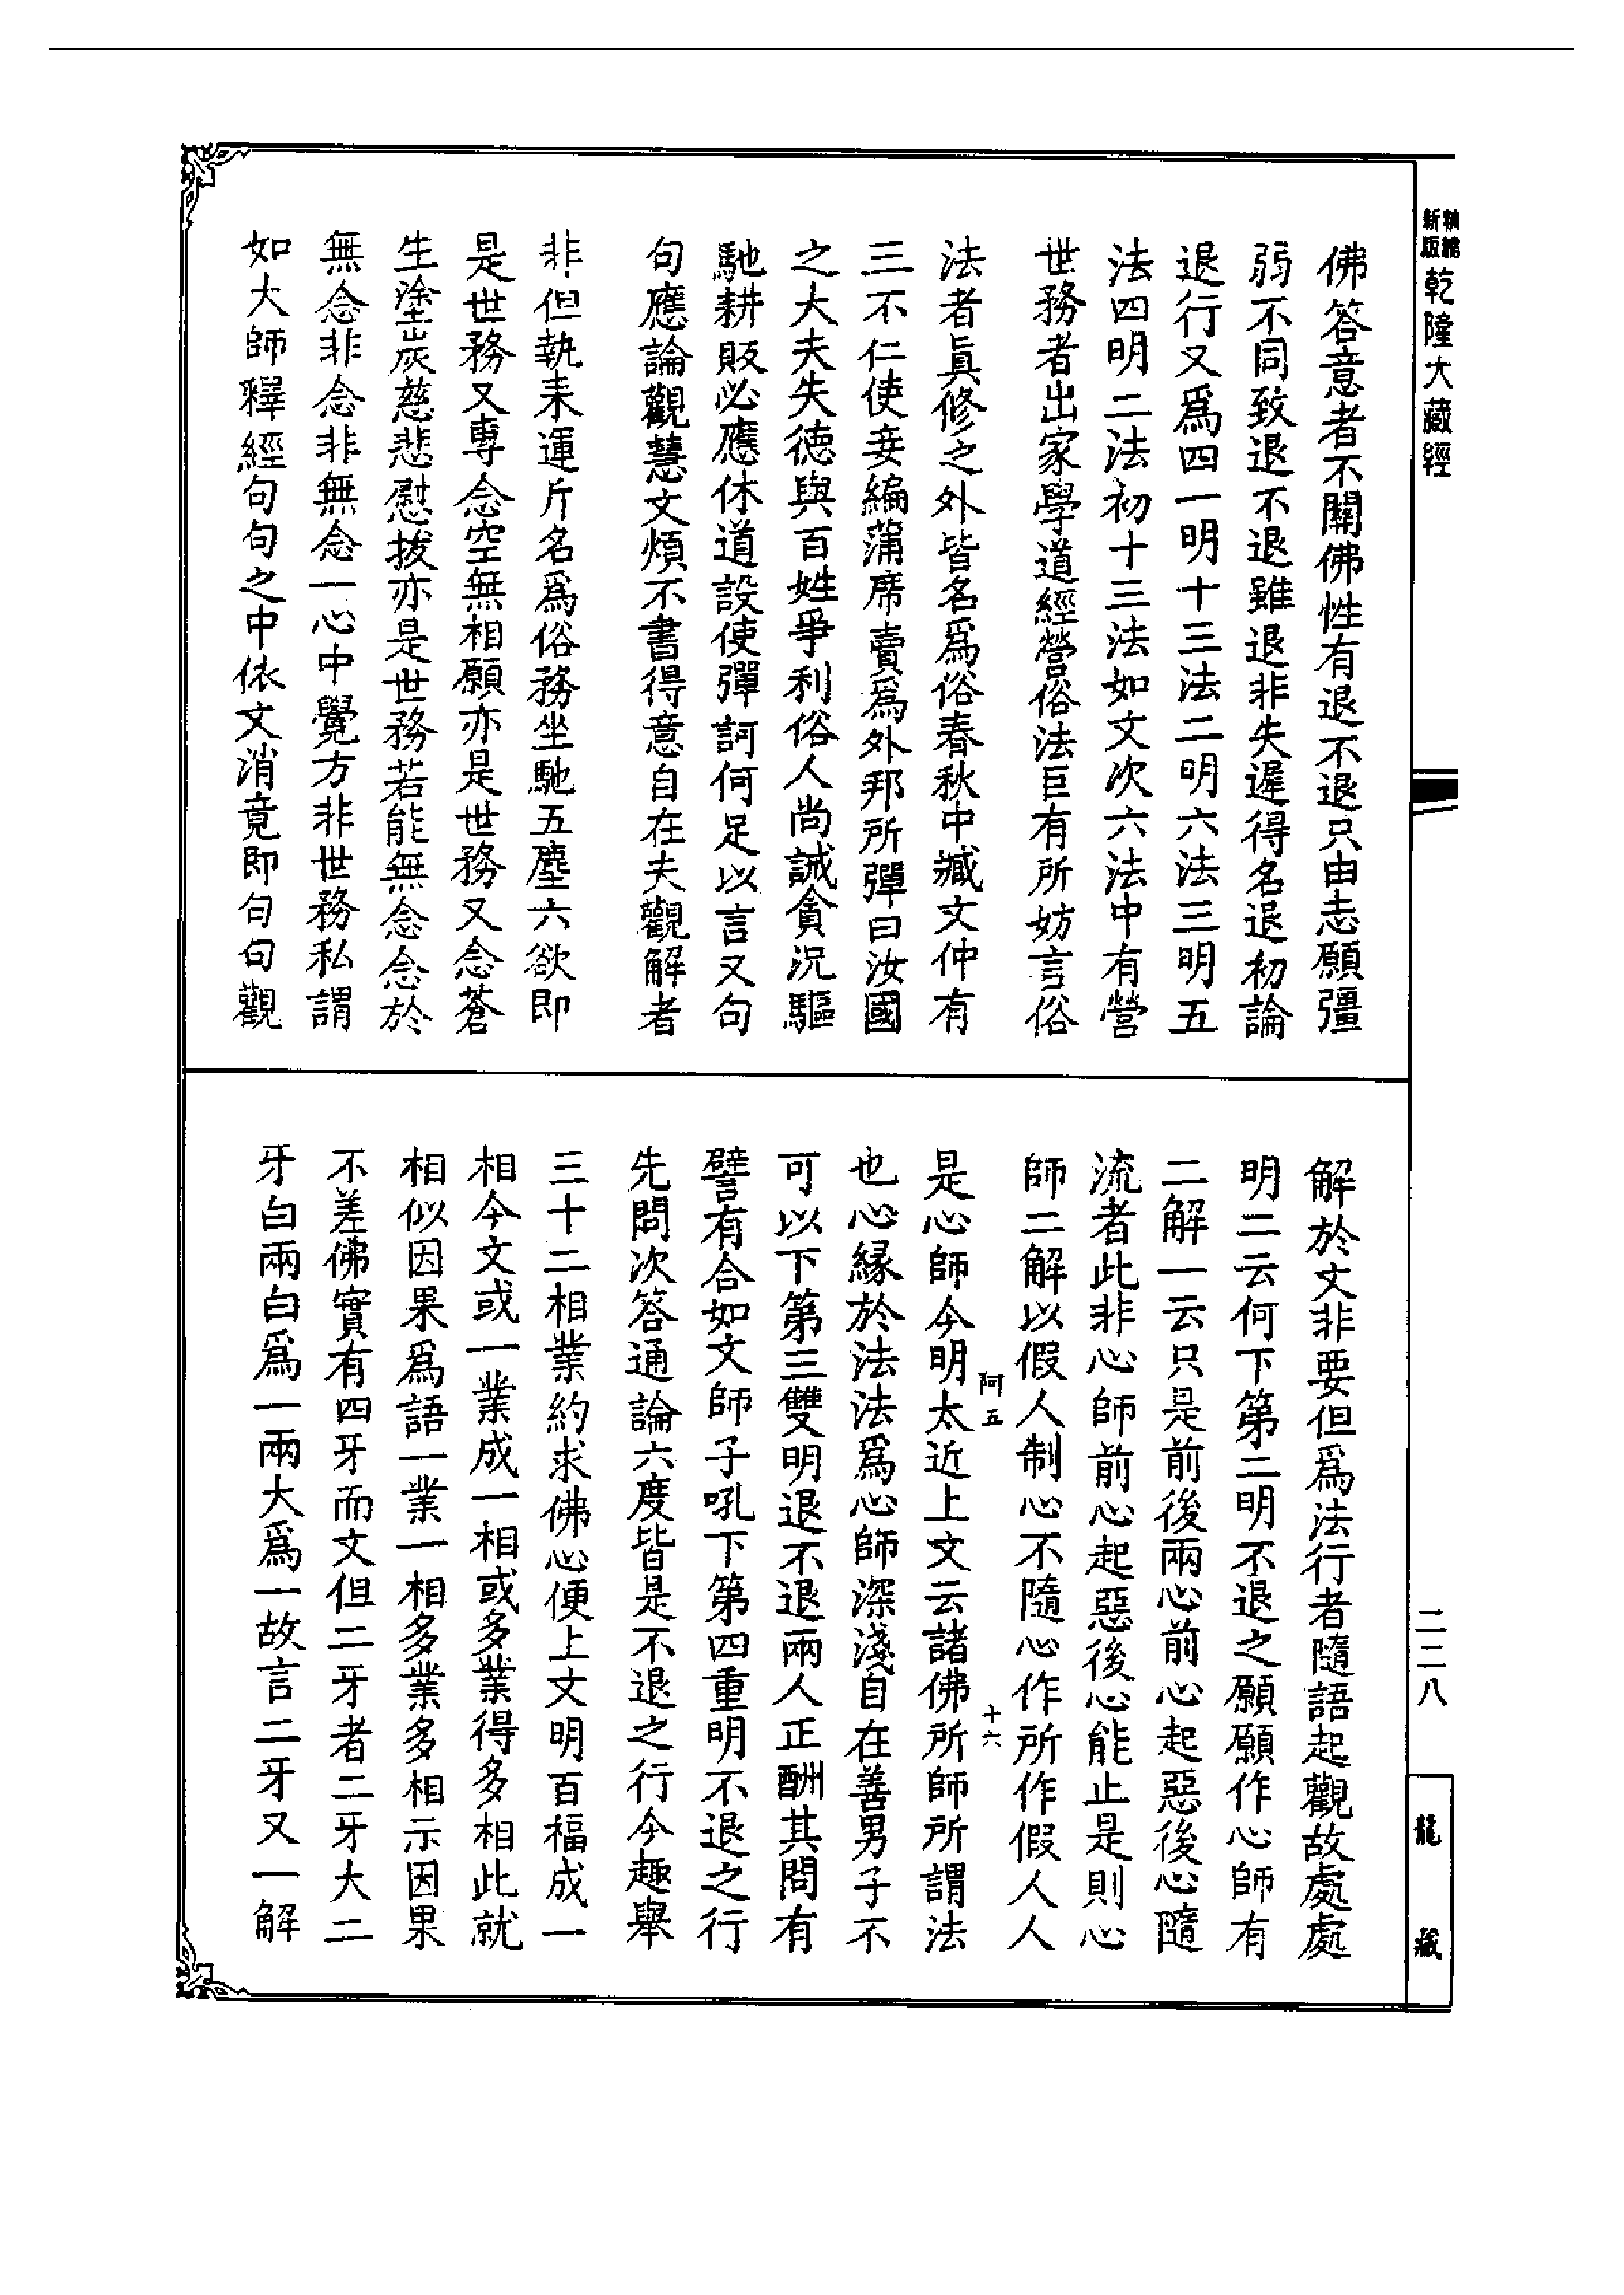 新版 精縮 乾隆大藏經
佛答意者不關佛性有退不退只由志願彊
弱不同致退不退雖退非失遲得名退初論
退行又爲四一明十三法二明六法三明五
法四明二法初十三法如文次六法中有營
世務者出家學道經營俗法巨有所妨言俗
法者眞修之外皆名爲俗春秋中臧文仲有
三不仁使妾編蒲席賣爲外邦所彈曰汝國
之大夫失德與百姓爭利俗人尚誡貪況驅
馳耕販必應休道設使彈訶何足以言又句
句應論觀慧文煩不書得意自在夫觀解者
非但執耒運斤名爲俗務坐馳五塵六欲即
是世務又專念空無相願亦是世務又念蒼
生塗炭慈悲慰拔亦是世務若能無念念於
無念非念非無念一心中覺方非世務私謂
如大師釋經句句之中依文消竟即句句觀
解於文非要但爲法行者隨語起觀故處處
明二云何下第二明不退之願願作心師有
二解一云只是前後兩心前心起惡後心隨
流者此非心師前心起惡後心能止是則心
師二解以假人制心不隨心作所作假人人
阿五 十六
是心師今明太近上文云諸佛所師所謂法
也心緣於法法爲心師深淺自在善男子不
可以下第三雙明退不退兩人正酬其問有
譬有合如文師子吼下第四重明不退之行
先問次答通論六度皆是不退之行今趣舉
三十二相業約求佛心便上文明百福成一
相今文或一業成一相或多業得多相此就
相似因果爲語一業一相多業多相示因果
不差佛實有四牙而文但二牙者二牙大二
牙白兩白爲一兩大爲一故言二牙又一解
二二八
龍藏